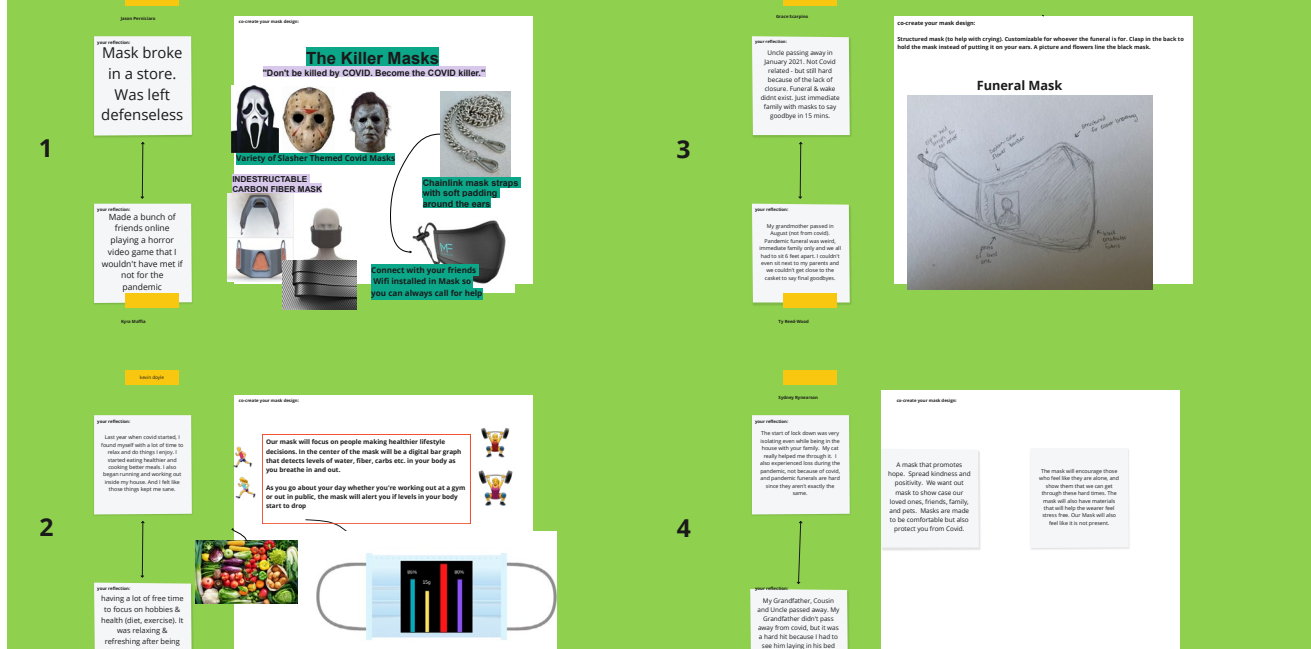 Jason Perniciaro
your reflection:
Mask broke
in a store.
Was left
defenseless
1
your reflection:
Made a bunch of
friends online
playing a horror
video game that I
wouldn't have met if
not for the
pandemic
Kyra Maffia
co-create your mask design:
The Killer Masks
"Don't be killed by COVID. Become the COVID killer."
Variety of Slasher Themed Covid Masks
INDESTRUCTABLE
CARBON FIBER MASK
Chainlink mask straps
with soft padding
around the ears
MF
Connect with your friends
Wifi installed in Mask so
you can always call for help
Grace Scarpino
your reflection:
Uncle passing away in
January 2021. Not Covid
related - but still hard
because of the lack of
closure. Funeral & wake
didnt exist. Just immediate
family with masks to say
goodbye in 15 mins.
3
your reflection:
My grandmother passed in
August (not from covid).
Pandemic funeral was weird,
immediate family only and we all
had to sit 6 feet apart. I couldn't
even sit next to my parents and
we couldn't get close to the
casket to say final goodbyes.
Ty René Wood
co-create your mask design:
Structured mask (to help with crying). Customizable for whoever the funeral is for. Clasp in the back to
hold the mask instead of putting it on your ears. A picture and flowers line the black mask.
Funeral Mask
structured
for easier breathing
kevin doyle
your reflection:
Last year when covid started, I
found myself with a lot of time to
relax and do things I enjoy. I
started eating healthier and
cooking better meals. I also
began running and working out
inside my house. And I felt like
those things kept me sane.
2
your reflection:
having a lot of free time
to focus on hobbies &
health (diet, exercise). It
was relaxing &
refreshing after being
co-create your mask design:
Our mask will focus on people making healthier lifestyle
decisions. In the center of the mask will be a digital bar graph
that detects levels of water, fiber, carbs etc. in your body as
you breathe in and out.
As you go about your day whether you're working out at a gym
or out in public, the mask will alert you if levels in your body
start to drop
80%
15g
80%
Sydney Rynearson
your reflection:
The start of lock down was very
isolating even while being in the
house with your family. My cat
really helped me through it. I
also experienced loss during the
pandemic, not because of covid,
and pandemic funerals are hard
since they aren't exactly the
same.
4
your reflection:
My Grandfather, Cousin
and Uncle passed away. My
Grandfather didn't pass
away from covid, but it was
a hard hit because I had to
see him laying in his bed
co-create your mask design:
A mask that promotes
hope. Spread kindness and
positivity. We want out
mask to show case our
loved ones, friends, family,
and pets. Masks are made
to be comfortable but also
protect you from Covid.
The mask will encourage those
who feel like they are alone, and
show them that we can get
through these hard times. The
mask will also have materials
that will help the wearer feel
stress free. Our Mask will also
feel like it is not present.